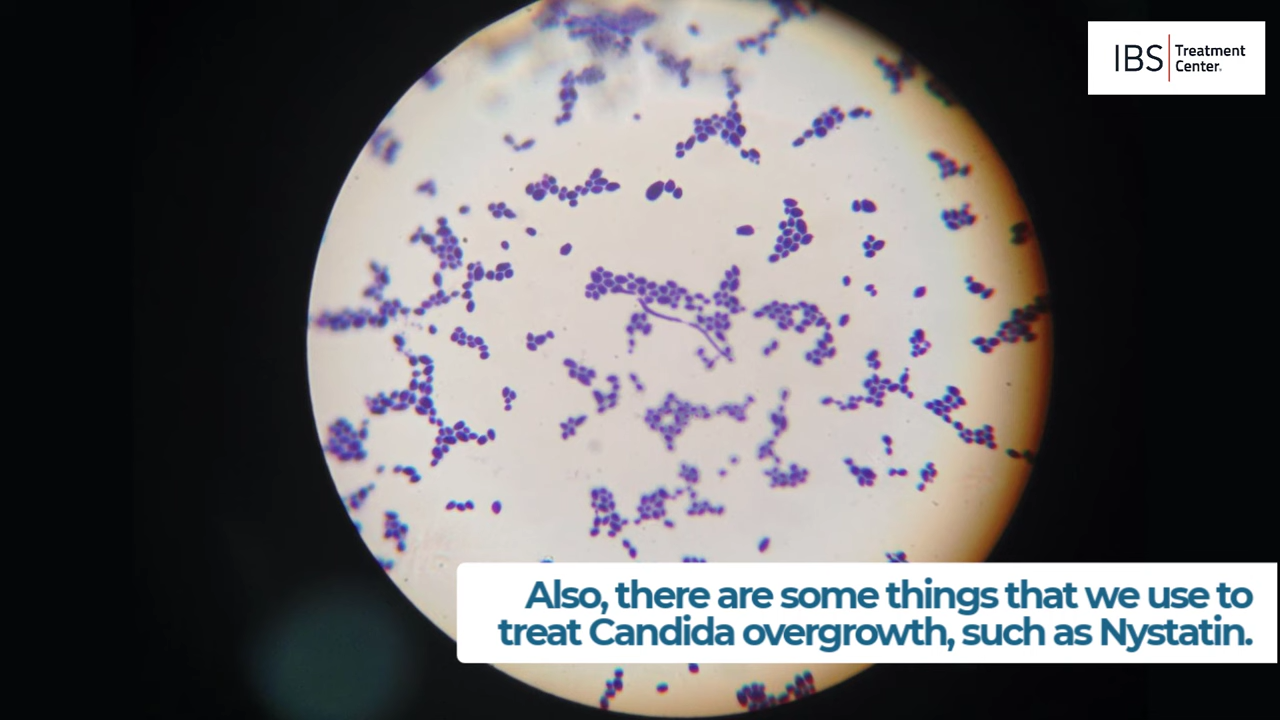 IBS
Treatment
Center.
Also, there are some things that we use to
treat Candida overgrowth, such as Nystatin.